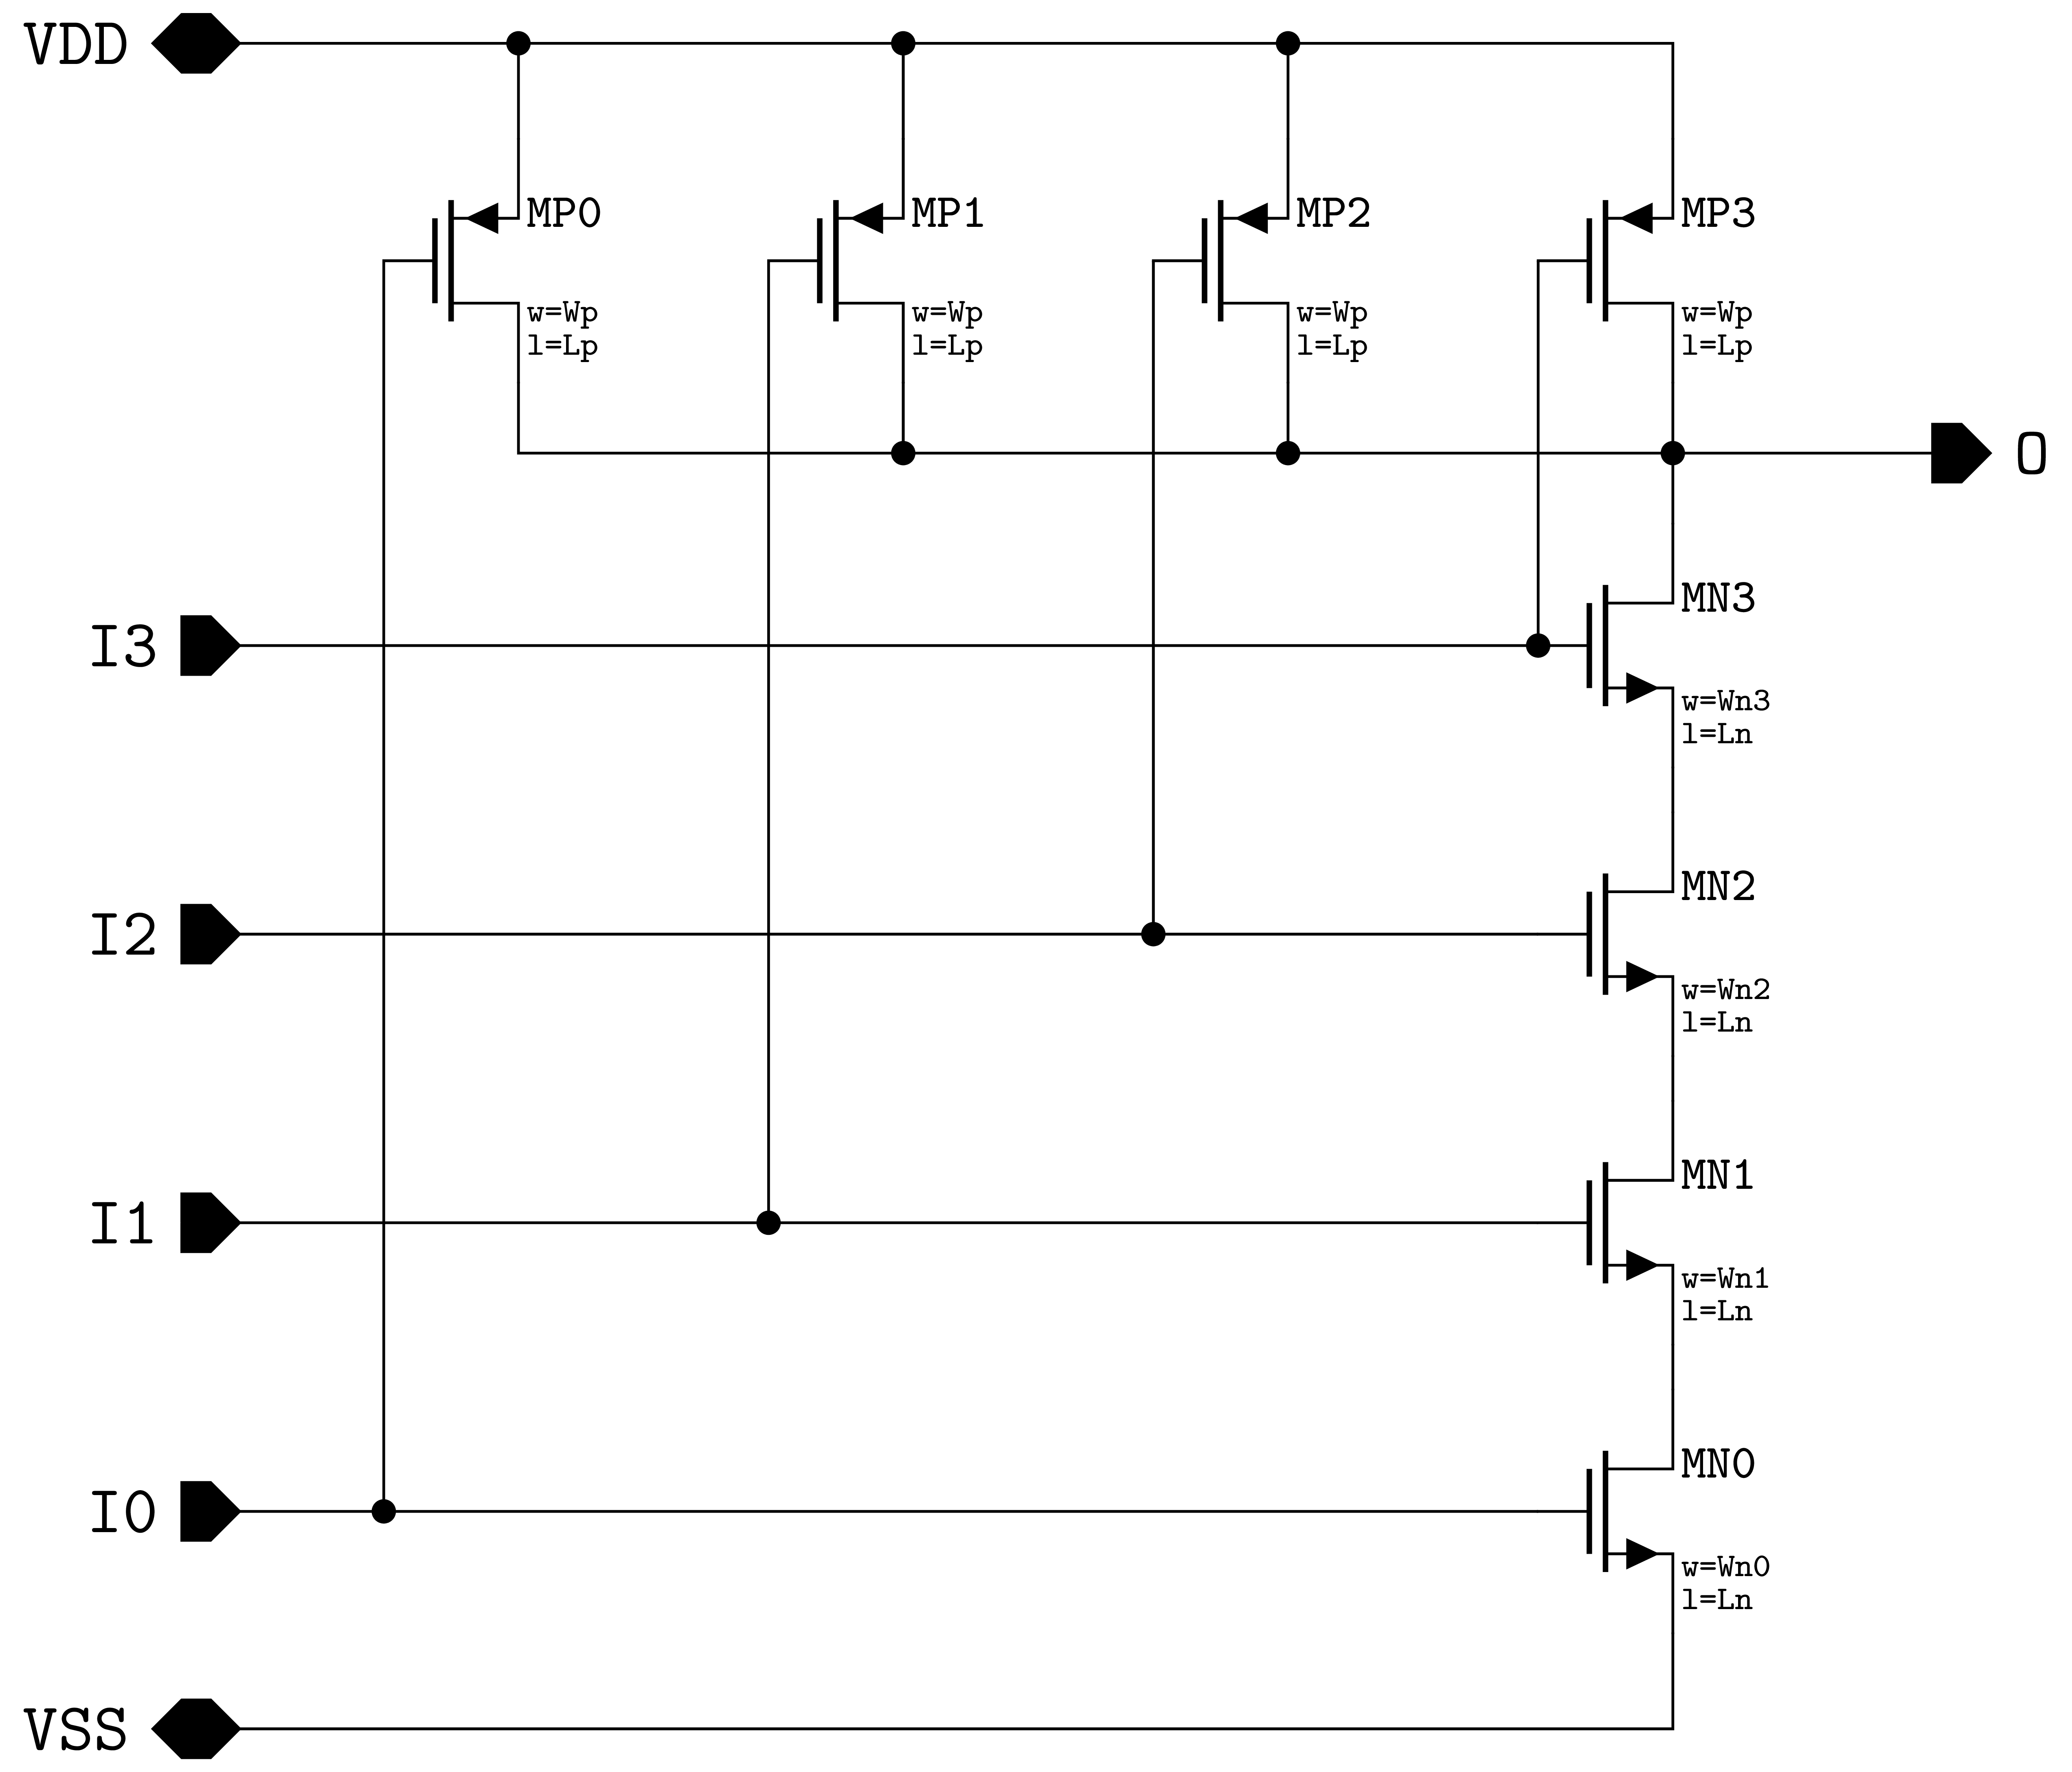 VDD
MP0
MP1
MP2
MP3
w=Wp
w=Wp
w=Wp
w=Wp
l=Lp
l=Lp
l=Lp
l=Lp
O
MN3
I3
w=Wn3
l=Ln
MN2
I2
w=Wn2
l=Ln
MN1
I1
w=Wn1
l=Ln
MN0
I0
w=Wn0
l=Ln
VSS